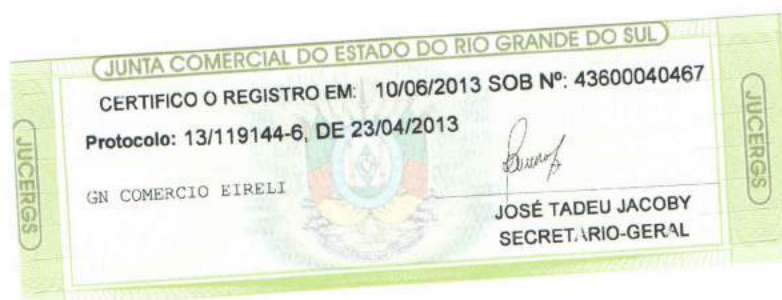 JUNTA COMERCIAL DO ESTADO DO RIO GRANDE DO SUL
CERTIFICO O REGISTRO EM: 10/06/2013 SOB Nº: 43600040467
Protocolo: 13/119144-6, DE 23/04/2013
GN COMERCIO EIRELI
JOSÉ TADEU JACOBY
SECRETÁRIO-GERAL
JUCERGS
JUCERGS